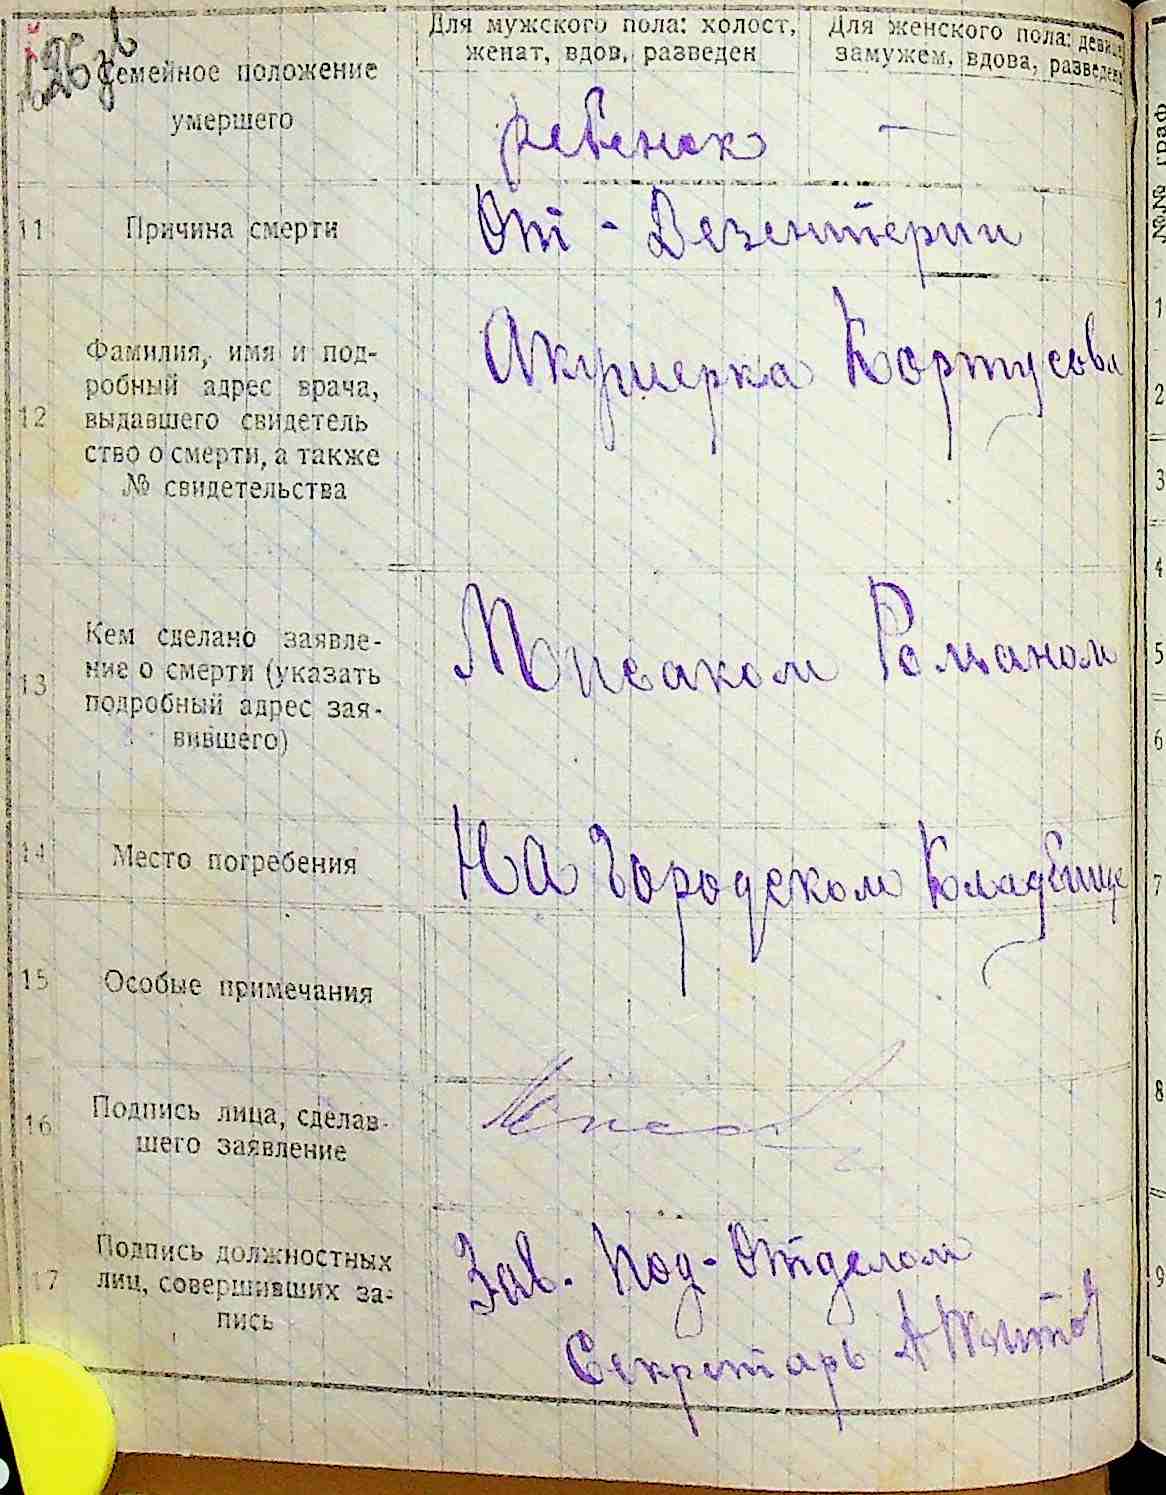 Для мужского пола: холост,
женат, вдов, разведен
Для женского пола: девица
замужем, вдова, разведен
Семейное положение
умершего
ребенок
—
11 Причина смерти
От - Дезентерии
12
Фамилия, имя и под-
робный адрес врача,
выдавшего свидетель
ство о смерти, а также
№ свидетельства
Акушерка Кортусова
13
Кем сделано заявле-
ние о смерти (указать
подробный адрес зая-
вившего)
Мопсаком Романом
14 Место погребения
На Городском Кладбище
15 Особые примечания
16
Подпись лица, сделав-
шего заявление
17
Подпись должностных
лиц, совершивших за-
пись
Зав. Под-Отделом
Секретарь
№№ граф
1
2
3
4
5
6
7
8
9